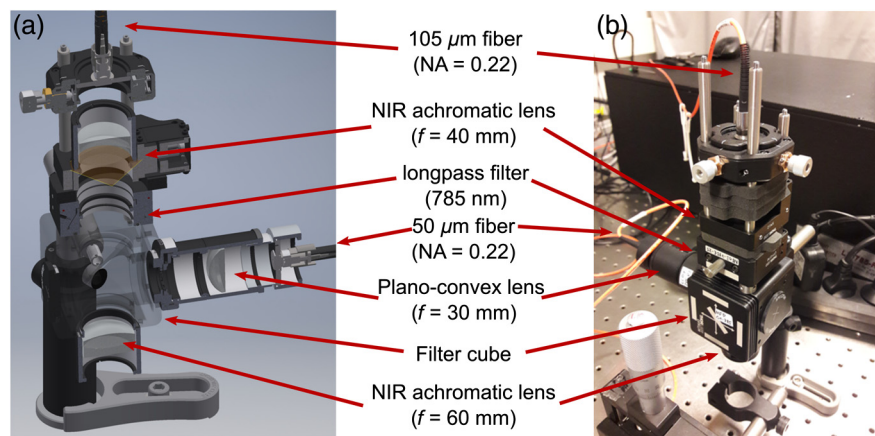 (a)
(b)
105 µm fiber
(NA = 0.22)
NIR achromatic lens
(f = 40 mm)
longpass filter
(785 nm)
50 µm fiber
(NA = 0.22)
Plano-convex lens
(f = 30 mm)
Filter cube
NIR achromatic lens
(f = 60 mm)